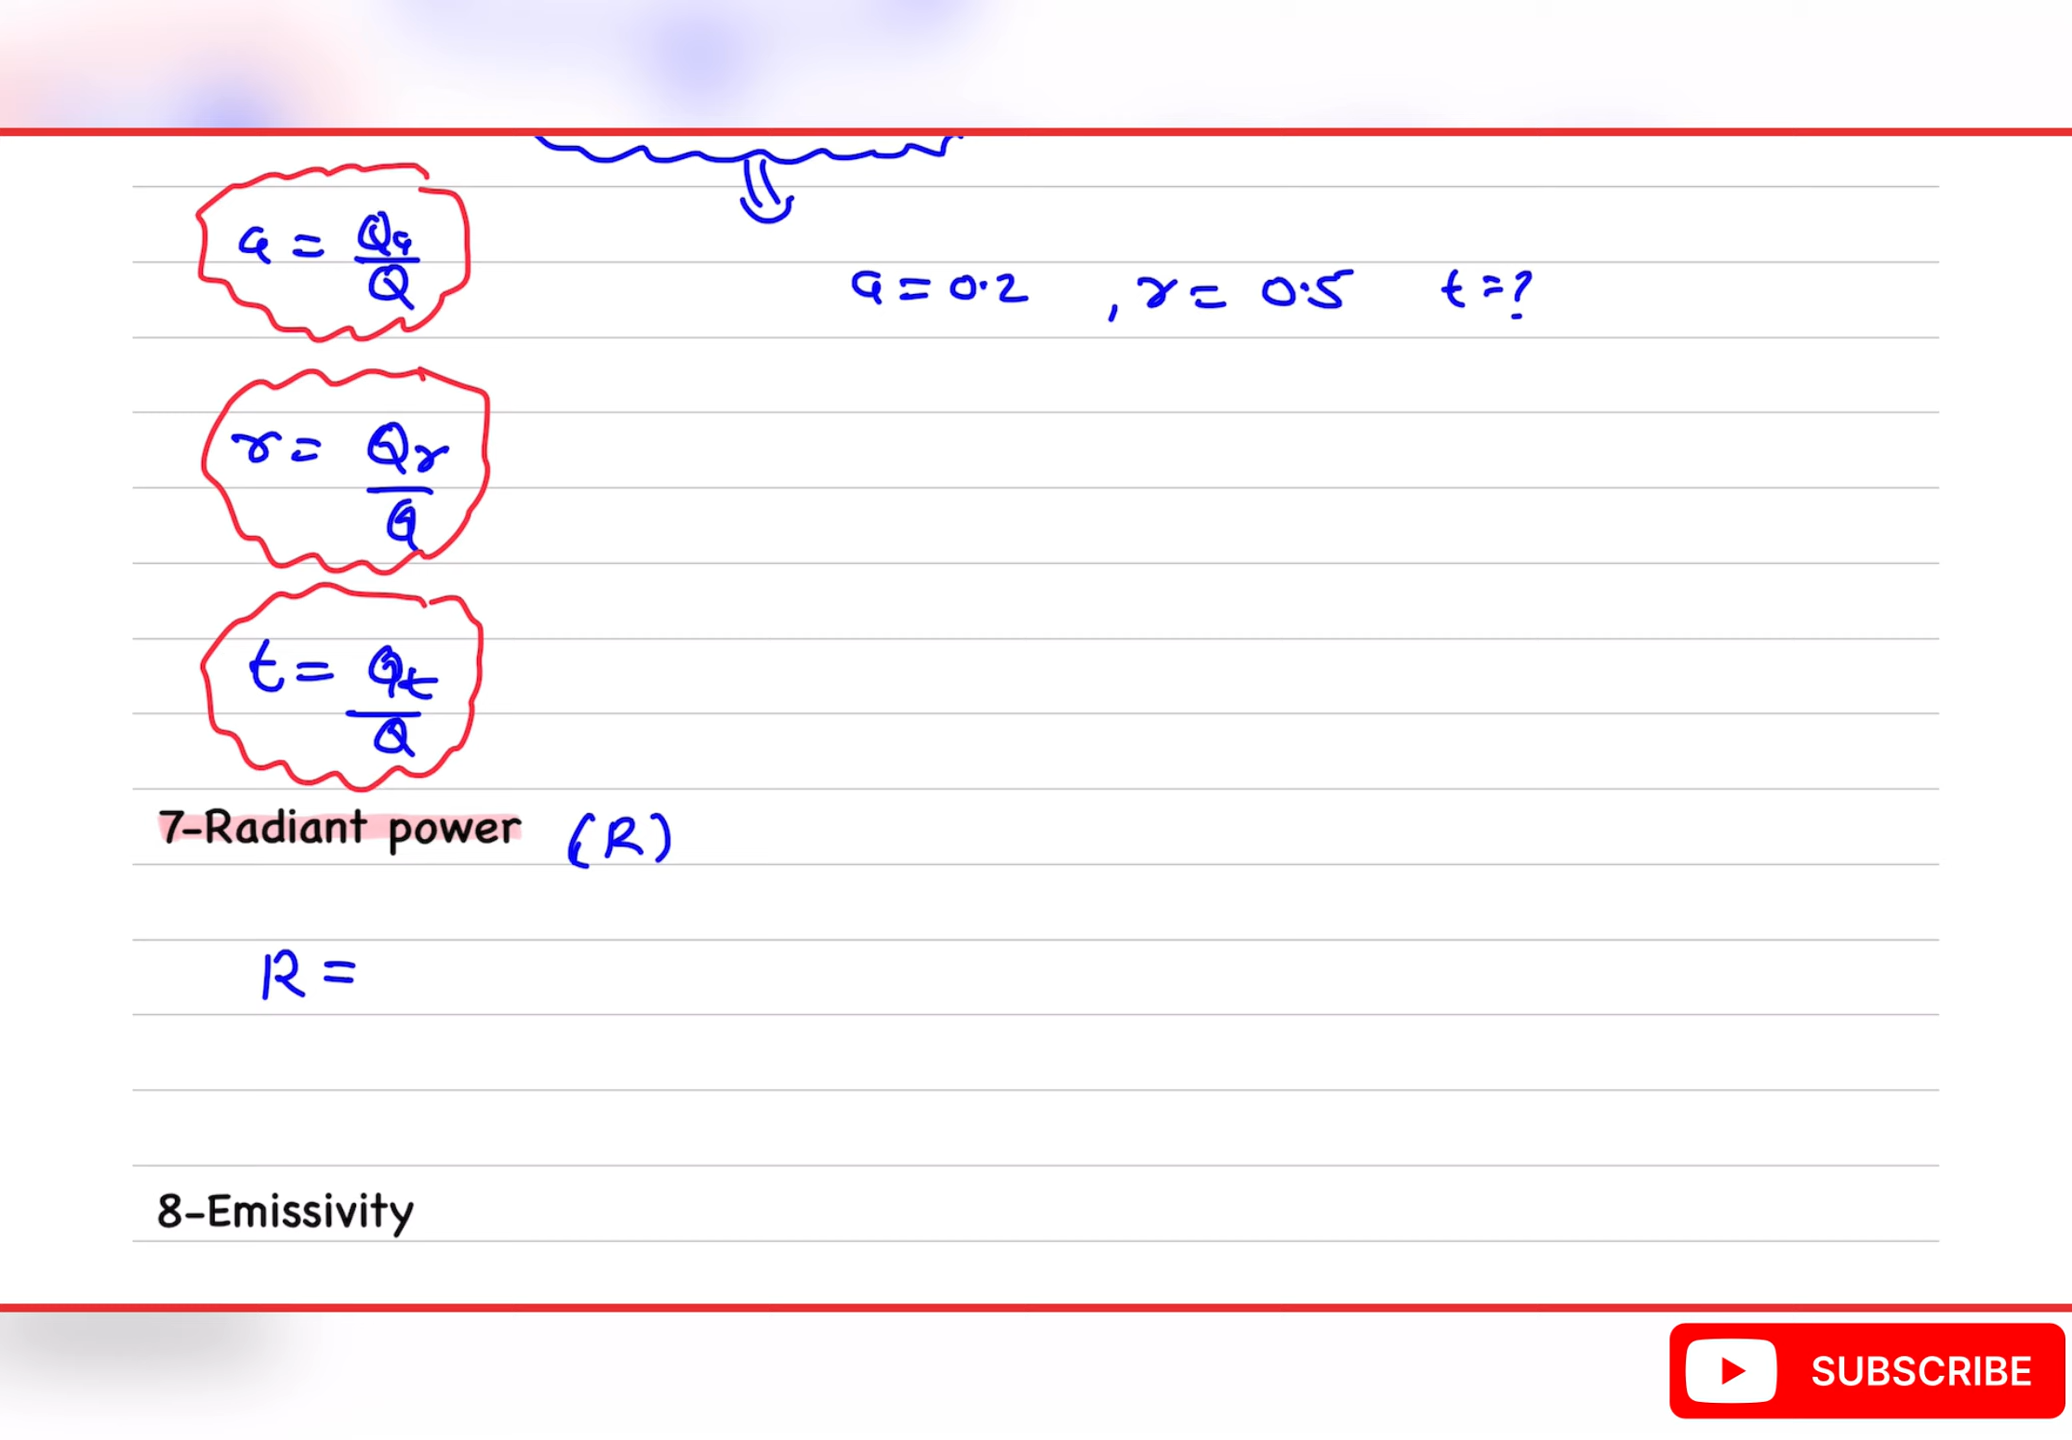 a = Qa/Q
a = 0.2 , r = 0.5 t = ?
r = Qr/Q
t = Qt/Q
7-Radiant power (R)
R =
8-Emissivity
SUBSCRIBE